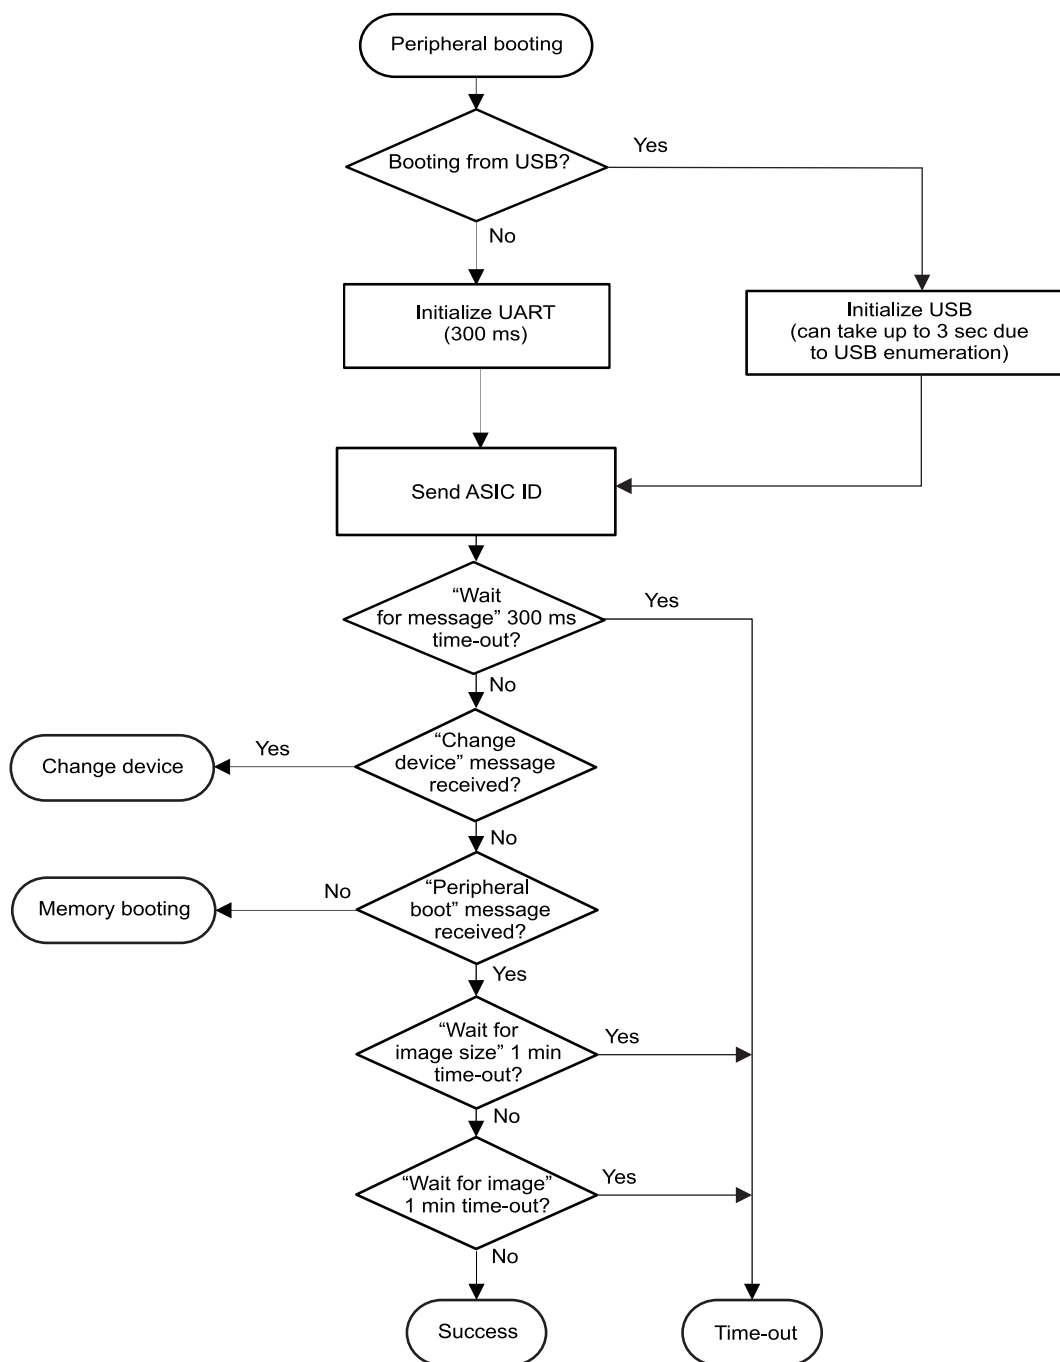 Peripheral booting
Booting from USB?
Yes
No
Initialize UART
(300 ms)
Initialize USB
(can take up to 3 sec due
to USB enumeration)
Send ASIC ID
“Wait
for message” 300 ms
time-out?
Yes
No
“Change
device” message
received?
Yes
Change device
No
“Peripheral
boot” message
received?
No
Memory booting
Yes
“Wait for
image size” 1 min
time-out?
Yes
No
“Wait for image”
1 min time-out?
Yes
No
Success
Time-out